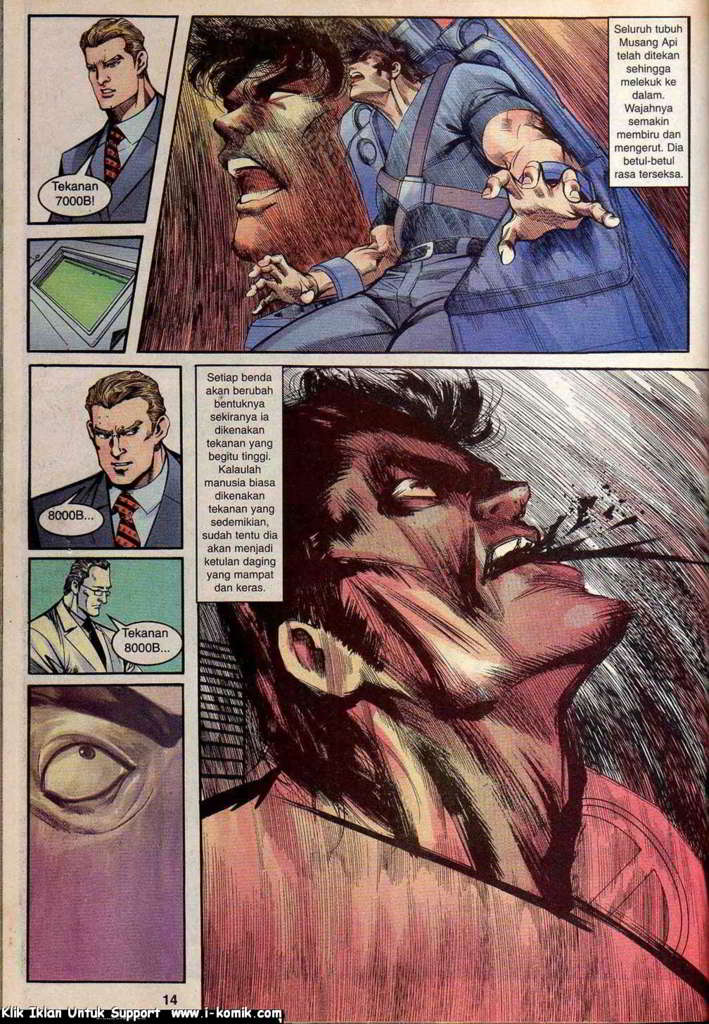 Tekanan
7000B!
Seluruh tubuh
Musang Api
telah ditekan
sehingga
melekuk ke
dalam.
Wajahnya
semakin
membiru dan
mengerut. Dia
betul-betul
rasa terseksa.
8000B...
Tekanan
8000B...
Setiap benda
akan berubah
bentuknya
sekiranya ia
dikenakan
tekanan yang
begitu tinggi.
Kalaulah
manusia biasa
dikenakan
tekanan yang
sedemikian,
sudah tentu dia
akan menjadi
ketulan daging
yang mampat
dan keras.
14
Klik Iklan Untuk Support www.i-komik.com